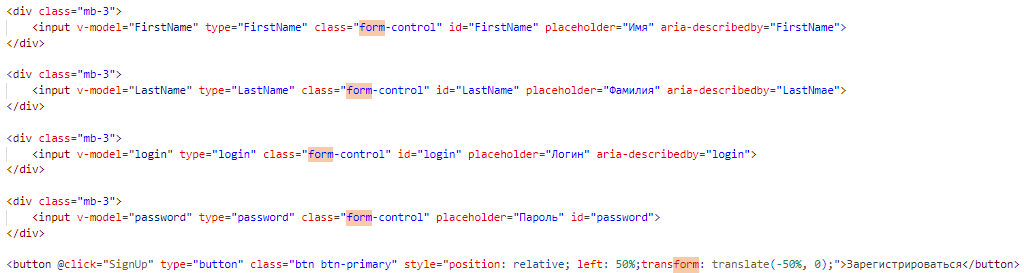 <div class="mb-3">
<input v-model="FirstName" type="FirstName" class="form-control" id="FirstName" placeholder="Имя" aria-describedby="FirstName">
</div>
<div class="mb-3">
<input v-model="LastName" type="LastName" class="form-control" id="LastName" placeholder="Фамилия" aria-describedby="LastNmae">
</div>
<div class="mb-3">
<input v-model="login" type="login" class="form-control" id="login" placeholder="Логин" aria-describedby="login">
</div>
<div class="mb-3">
<input v-model="password" type="password" class="form-control" placeholder="Пароль" id="password">
</div>
<button @click="SignUp" type="button" class="btn btn-primary" style="position: relative; left: 50%;transform: translate(-50%, 0);">Зарегистрироваться</button>